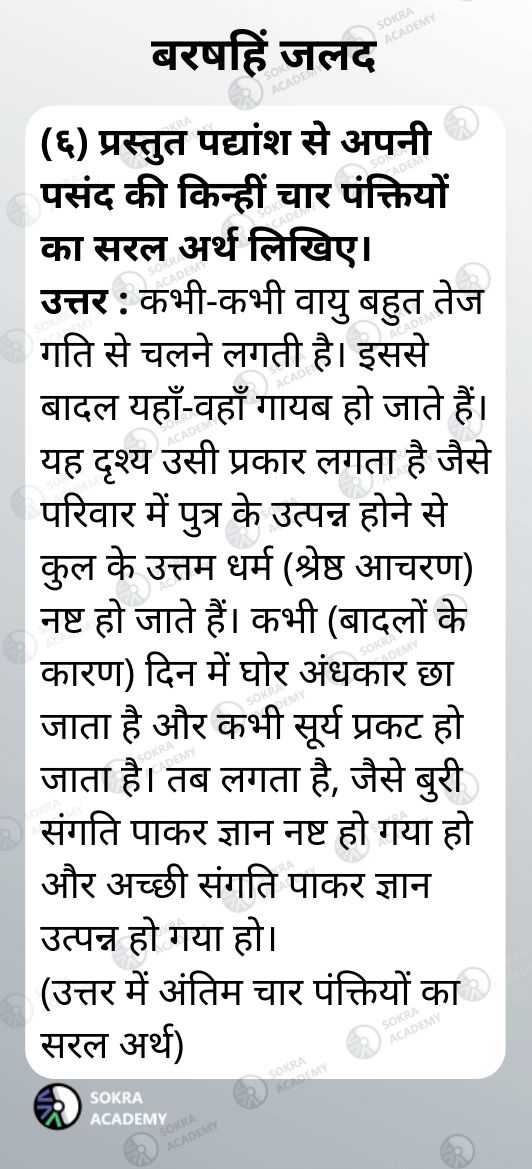 बरषहिं जलद
(६) प्रस्तुत पद्यांश से अपनी
पसंद की किन्हीं चार पंक्तियों
का सरल अर्थ लिखिए।
उत्तर : कभी-कभी वायु बहुत तेज
गति से चलने लगती है। इससे
बादल यहाँ-वहाँ गायब हो जाते हैं।
यह दृश्य उसी प्रकार लगता है जैसे
परिवार में पुत्र के उत्पन्न होने से
कुल के उत्तम धर्म (श्रेष्ठ आचरण)
नष्ट हो जाते हैं। कभी (बादलों के
कारण) दिन में घोर अंधकार छा
जाता है और कभी सूर्य प्रकट हो
जाता है। तब लगता है, जैसे बुरी
संगति पाकर ज्ञान नष्ट हो गया हो
और अच्छी संगति पाकर ज्ञान
उत्पन्न हो गया हो।
(उत्तर में अंतिम चार पंक्तियों का
सरल अर्थ)
SOKRA
ACADEMY